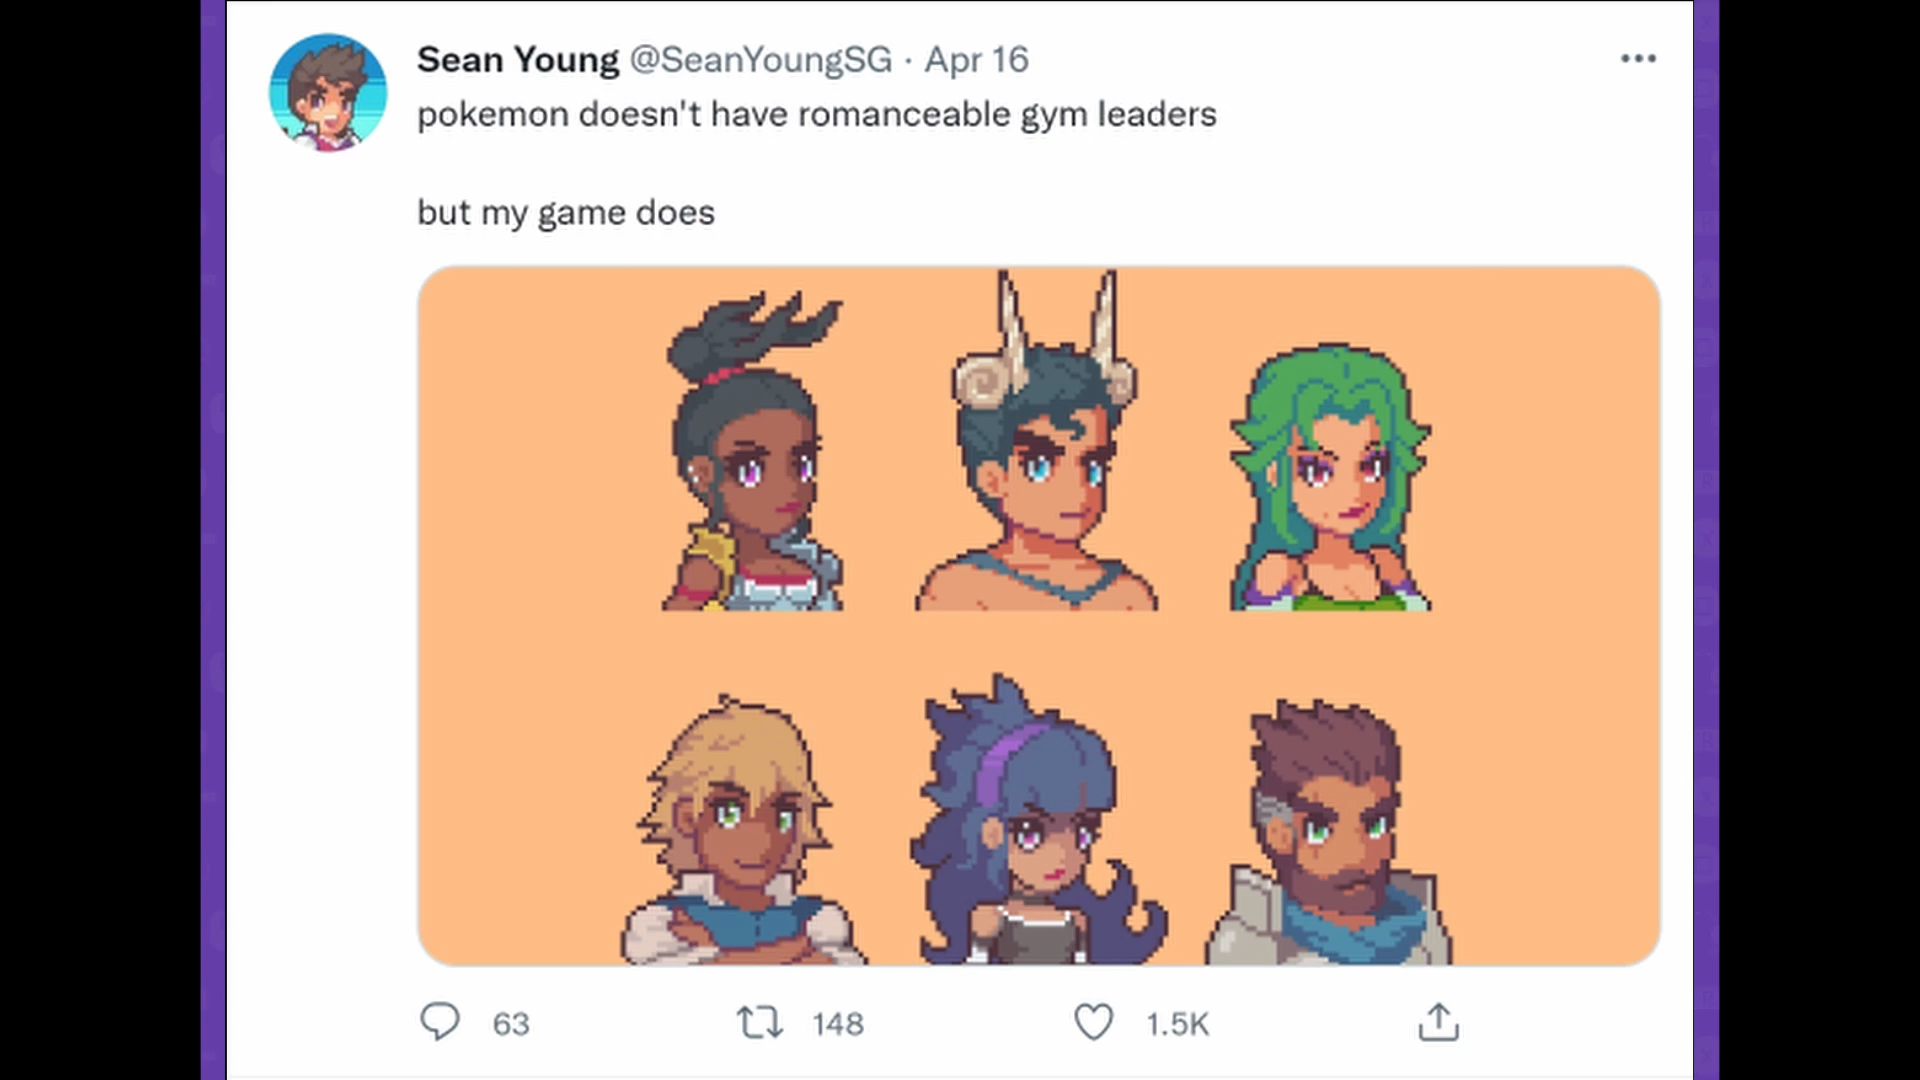 Sean Young @SeanYoungSG · Apr 16
pokemon doesn't have romanceable gym leaders
but my game does
63 148 1.5K